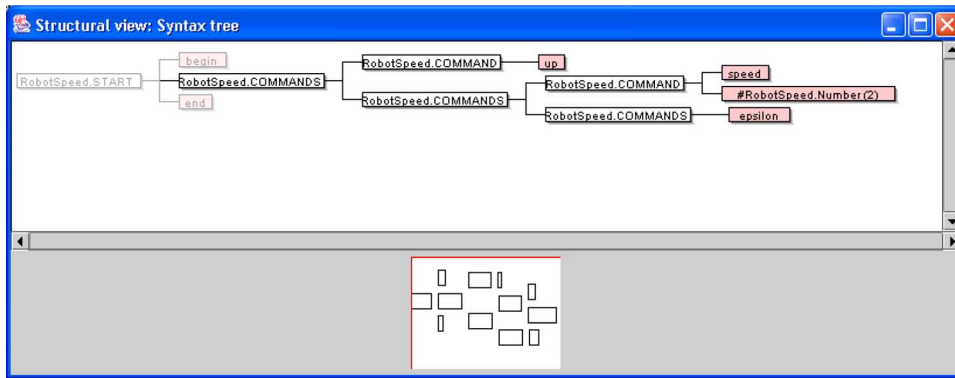 Structural view: Syntax tree
begin
RobotSpeed.COMMAND
up
RobotSpeed.START
RobotSpeed.COMMANDS
RobotSpeed.COMMAND
speed
#RobotSpeed.Number(2)
end
RobotSpeed.COMMANDS
RobotSpeed.COMMANDS
epsilon